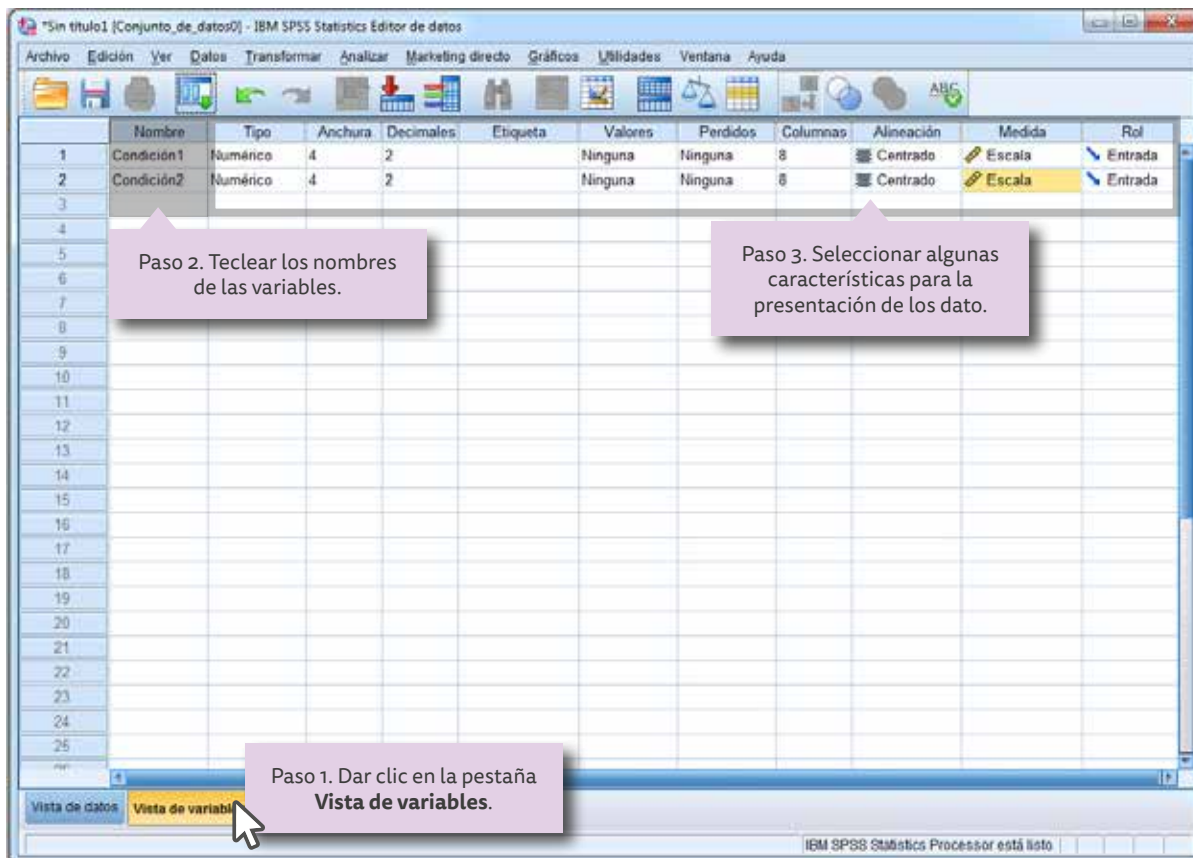 *Sin título1 [Conjunto_de_datos0] - IBM SPSS Statistics Editor de datos
Archivo Edición Ver Datos Transformar Analizar Marketing directo Gráficos Utilidades Ventana Ayuda
Nombre Tipo Anchura Decimales Etiqueta Valores Perdidos Columnas Alineación Medida Rol
1 Condición1 Numérico 4 2 Ninguna Ninguna 8 Centrado Escala Entrada
2 Condición2 Numérico 4 2 Ninguna Ninguna 8 Centrado Escala Entrada
3
4
5
6
7
8
9
10
11
12
13
14
15
16
17
18
19
20
21
22
23
24
25
Paso 2. Teclear los nombres
de las variables.
Paso 3. Seleccionar algunas
características para la
presentación de los dato.
Paso 1. Dar clic en la pestaña
Vista de variables.
Vista de datos Vista de variabl
IBM SPSS Statistics Processor está listo